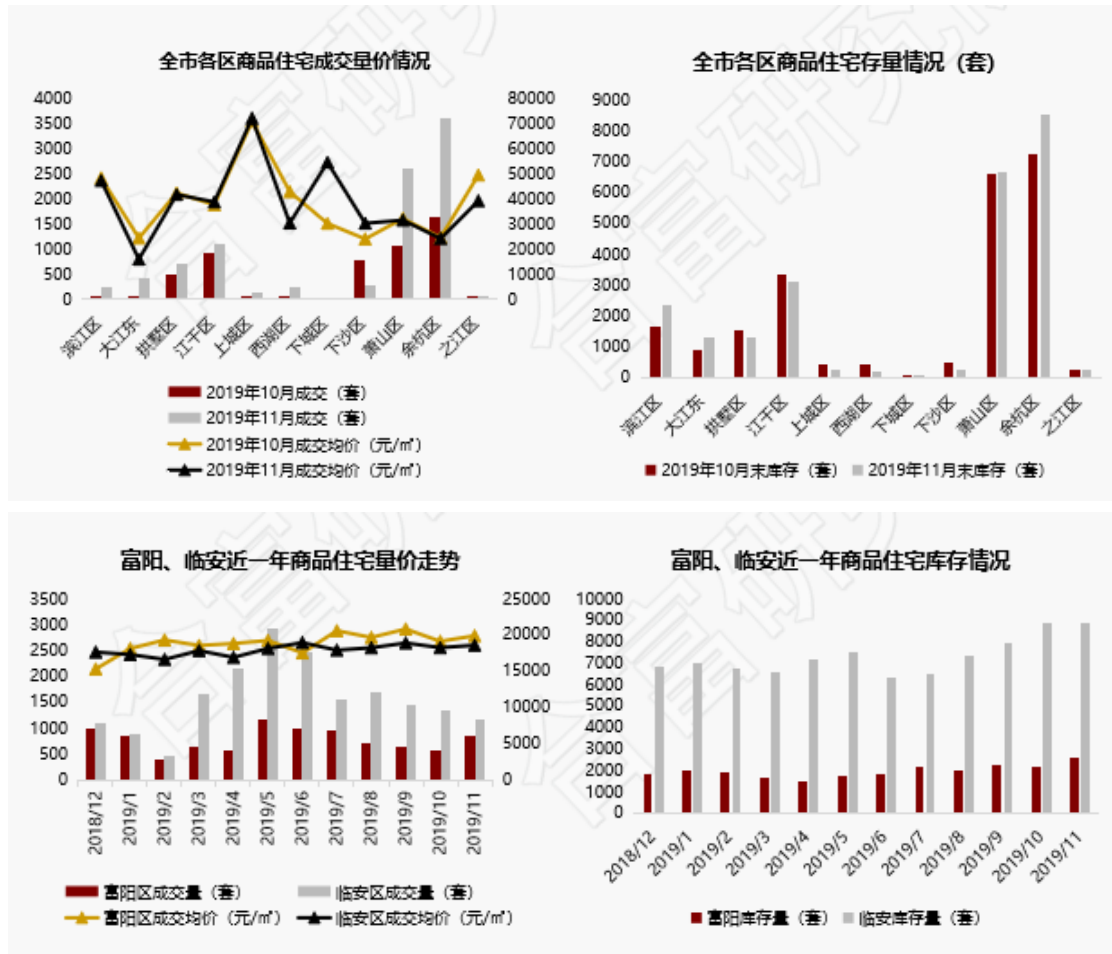 全市各区商品住宅成交量价情况
4000
3500
3000
2500
2000
1500
1000
500
0
80000
70000
60000
50000
40000
30000
20000
10000
0
滨江区
大江东
拱墅区
江干区
上城区
西湖区
下城区
下沙区
萧山区
余杭区
之江区
2019年10月成交（套）
2019年11月成交（套）
2019年10月成交均价（元/㎡）
2019年11月成交均价（元/㎡）
全市各区商品住宅存量情况（套）
9000
8000
7000
6000
5000
4000
3000
2000
1000
0
滨江区
大江东
拱墅区
江干区
上城区
西湖区
下城区
下沙区
萧山区
余杭区
之江区
2019年10月末库存（套） 2019年11月末库存（套）
富阳、临安近一年商品住宅量价走势
3500
3000
2500
2000
1500
1000
500
0
25000
20000
15000
10000
5000
0
2018/12
2019/1
2019/2
2019/3
2019/4
2019/5
2019/6
2019/7
2019/8
2019/9
2019/10
2019/11
富阳区成交量（套） 临安区成交量（套）
富阳区成交均价（元/㎡） 临安区成交均价（元/㎡）
富阳、临安近一年商品住宅库存情况
10000
9000
8000
7000
6000
5000
4000
3000
2000
1000
0
2018/12
2019/1
2019/2
2019/3
2019/4
2019/5
2019/6
2019/7
2019/8
2019/9
2019/10
2019/11
富阳库存量（套） 临安库存量（套）
合富研究
合富研究